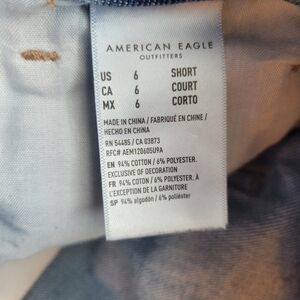 AMERICAN EAGLE
OUTFITTERS
US 6 SHORT
CA 6 COURT
MX 6 CORTO
MADE IN CHINA / FABRIQUÉ EN CHINE /
HECHO EN CHINA
RN 54485 / CA 03873
RFC# AEM120605U9A
EN 94% COTTON / 6% POLYESTER.
EXCLUSIVE OF DECORATION
FR 94% COTON / 6% POLYESTER. À
L'EXCEPTION DE LA GARNITURE
SP 94% algodón / 6% poliéster